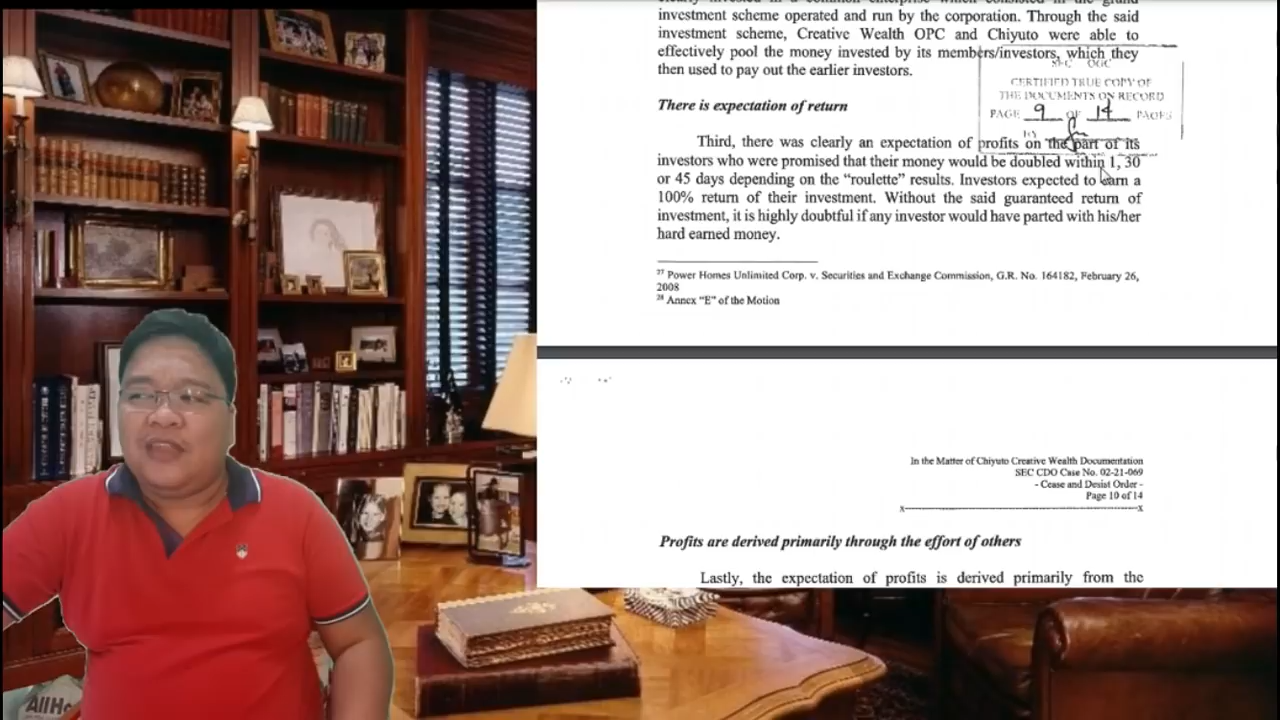 investment scheme operated and run by the corporation. Through the said
investment scheme, Creative Wealth OPC and Chiyuto were able to
effectively pool the money invested by its members/investors, which they
then used to pay out the earlier investors.
SEC OGC
CERTIFIED TRUE COPY OF
THE DOCUMENTS ON RECORD
PAGE 9 OF 14 PAGES
BY
There is expectation of return
Third, there was clearly an expectation of profits on the part of its
investors who were promised that their money would be doubled within 1, 30
or 45 days depending on the “roulette” results. Investors expected to earn a
100% return of their investment. Without the said guaranteed return of
investment, it is highly doubtful if any investor would have parted with his/her
hard earned money.
27 Power Homes Unlimited Corp. v. Securities and Exchange Commission, G.R. No. 164182, February 26,
2008
28 Annex “E” of the Motion
In the Matter of Chiyuto Creative Wealth Documentation
SEC CDO Case No. 02-21-069
- Cease and Desist Order -
Page 10 of 14
x-----------------------------------------------x
Profits are derived primarily through the effort of others
Lastly, the expectation of profits is derived primarily from the
AllHo